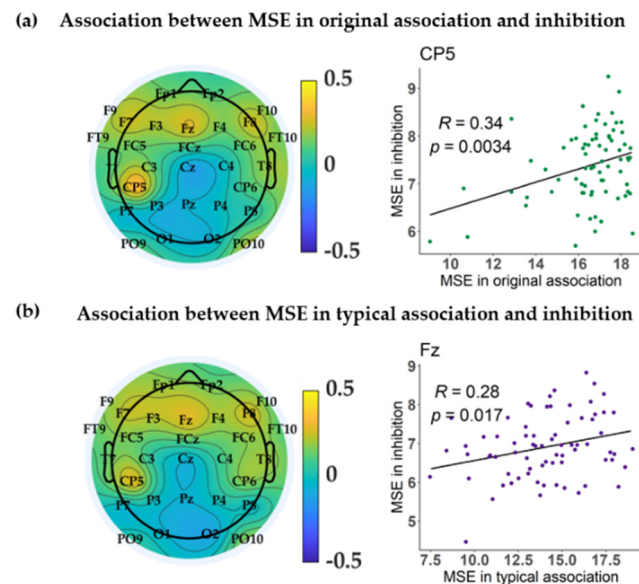 (a) Association between MSE in original association and inhibition
CP5
R = 0.34
p = 0.0034
MSE in inhibition
9
8
7
6
10 12 14 16 18
MSE in original association
0.5
0
-0.5
Fp1 Fp2
F9 F10
F7 F3 Fz F4 F8
FT9 FT10
FC5 FCz FC6
C3 Cz C4 T8
CP5 CP6
P7 P3 Pz P4 P8
PO9 O1 O2 PO10
(b) Association between MSE in typical association and inhibition
Fz
R = 0.28
p = 0.017
MSE in inhibition
9
8
7
6
5
7.5 10.0 12.5 15.0 17.5
MSE in typical association
0.5
0
-0.5
Fp1 Fp2
F9 F10
F7 F3 Fz F4 F8
FT9 FT10
FC5 FCz FC6
T7 C3 Cz C4 T8
CP5 CP6
P7 P3 Pz P4 P8
PO9 O1 O2 PO10